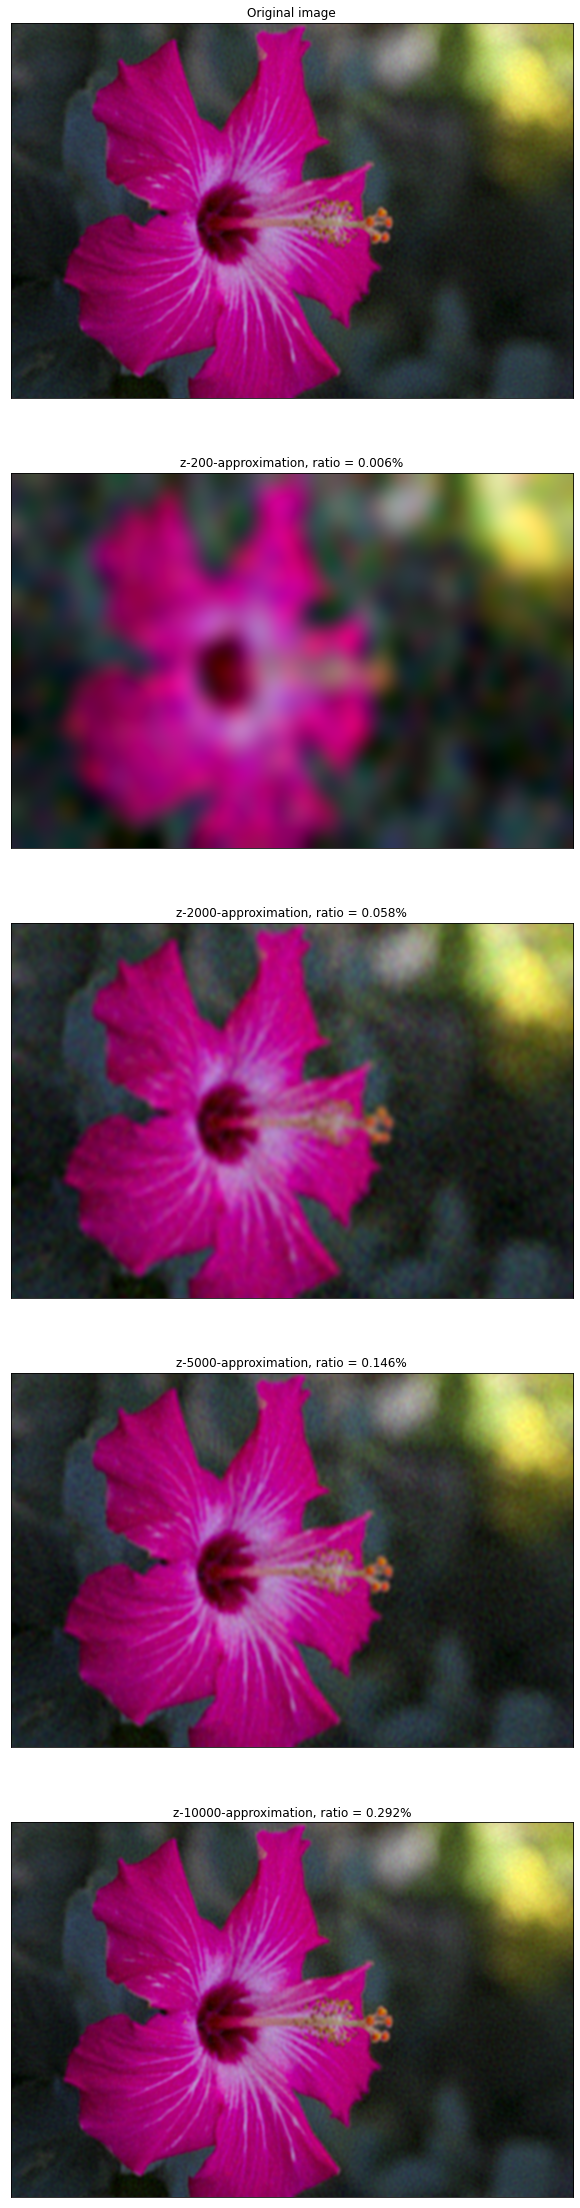 Original image
z-200-approximation, ratio = 0.006%
z-2000-approximation, ratio = 0.058%
z-5000-approximation, ratio = 0.146%
z-10000-approximation, ratio = 0.292%